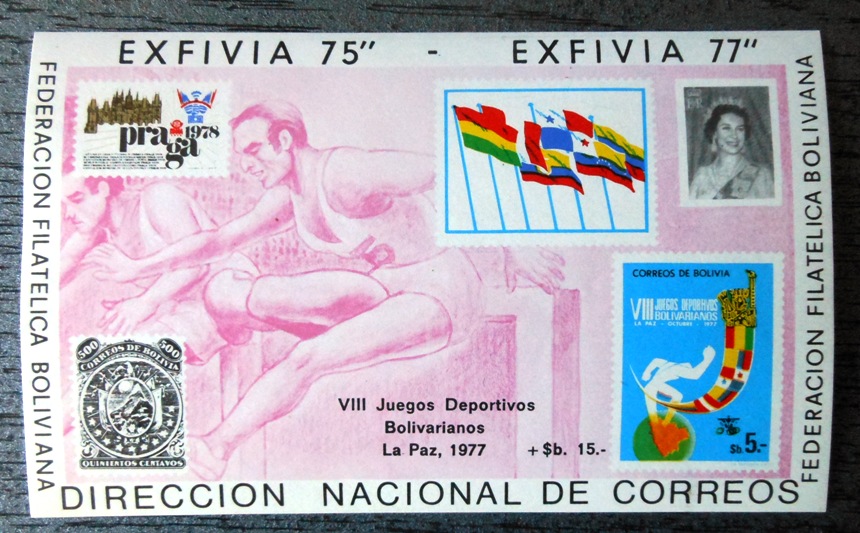 EXFIVIA 75" - EXFIVIA 77"
FEDERACION FILATELICA BOLIVIANA
praga 1978
500 500
CORREOS DE BOLIVIA
QUINIENTOS CENTAVOS
VIII Juegos Deportivos
Bolivarianos
La Paz, 1977 +$b. 15.-
CORREOS DE BOLIVIA
VIII JUEGOS DEPORTIVOS
BOLIVARIANOS
LA PAZ - OCTUBRE - 1977
$b. 5.-
FEDERACION FILATELICA BOLIVIANA
DIRECCION NACIONAL DE CORREOS